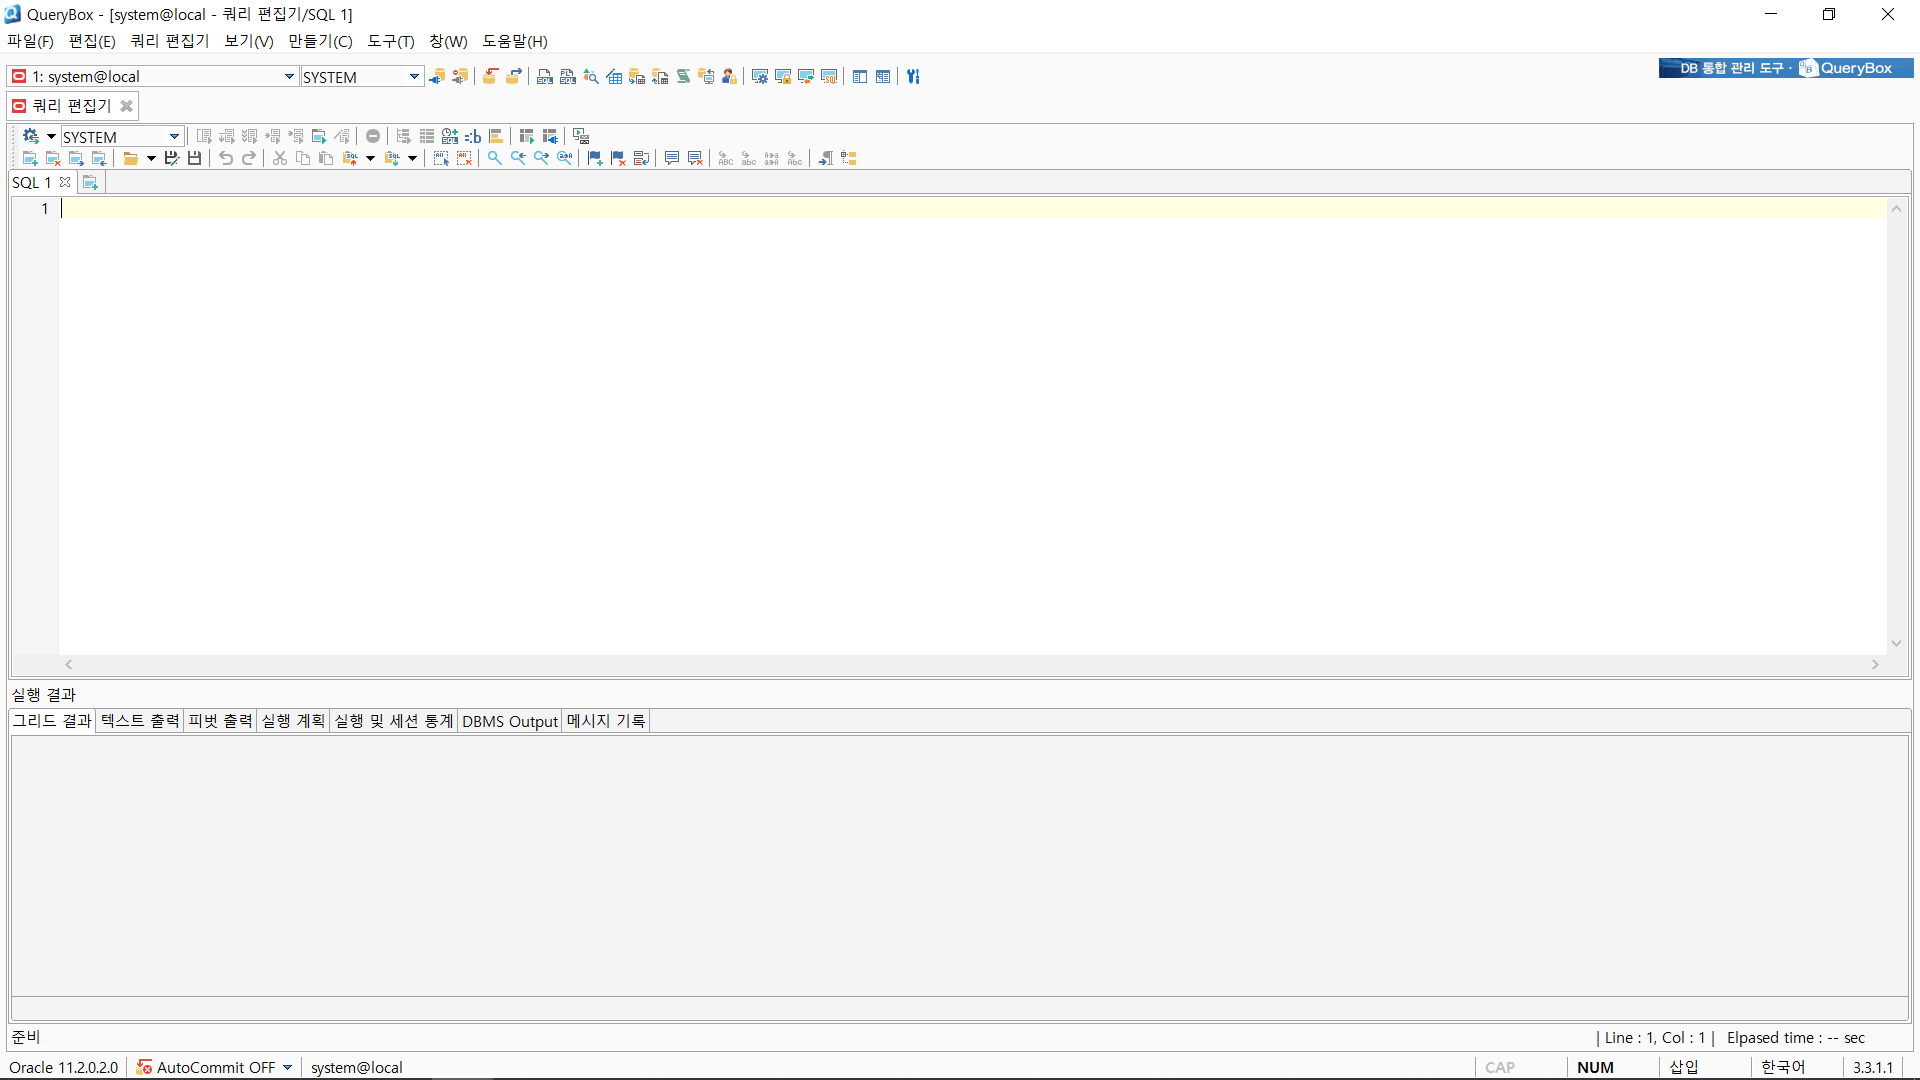 QueryBox - [system@local - 쿼리 편집기/SQL 1]
파일(F) 편집(E) 쿼리 편집기 보기(V) 만들기(C) 도구(T) 창(W) 도움말(H)
1: system@local SYSTEM
DB 통합 관리 도구 · QueryBox
쿼리 편집기
SYSTEM
SQL 1
1
실행 결과
그리드 결과 텍스트 출력 피벗 출력 실행 계획 실행 및 세션 통계 DBMS Output 메시지 기록
준비 | Line : 1, Col : 1 | Elpased time : -- sec
Oracle 11.2.0.2.0 AutoCommit OFF system@local CAP NUM 삽입 한국어 3.3.1.1